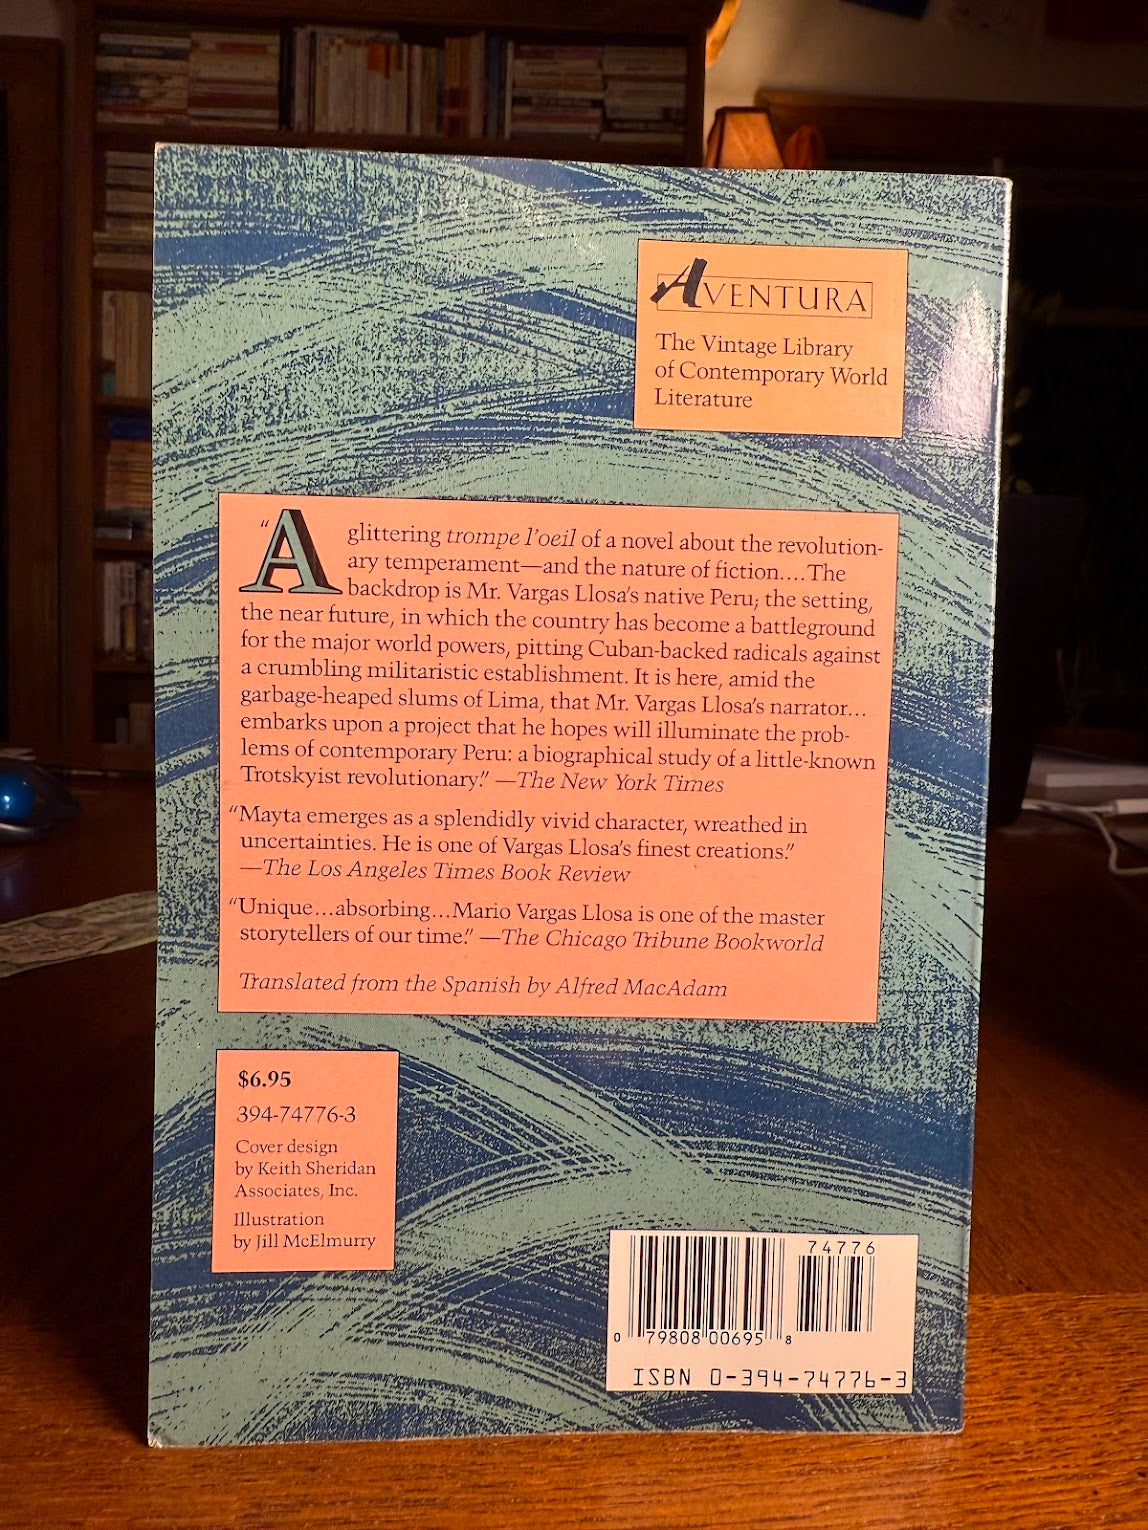 AVENTURA
The Vintage Library
of Contemporary World
Literature
“A glittering trompe l’oeil of a novel about the revolution-
ary temperament—and the nature of fiction....The
backdrop is Mr. Vargas Llosa’s native Peru; the setting,
the near future, in which the country has become a battleground
for the major world powers, pitting Cuban-backed radicals against
a crumbling militaristic establishment. It is here, amid the
garbage-heaped slums of Lima, that Mr. Vargas Llosa’s narrator...
embarks upon a project that he hopes will illuminate the prob-
lems of contemporary Peru: a biographical study of a little-known
Trotskyist revolutionary.” —The New York Times
“Mayta emerges as a splendidly vivid character, wreathed in
uncertainties. He is one of Vargas Llosa’s finest creations.”
—The Los Angeles Times Book Review
“Unique...absorbing...Mario Vargas Llosa is one of the master
storytellers of our time.” —The Chicago Tribune Bookworld
Translated from the Spanish by Alfred MacAdam
$6.95
394-74776-3
Cover design
by Keith Sheridan
Associates, Inc.
Illustration
by Jill McElmurry
74776
0 79808 00695 8
ISBN 0-394-74776-3